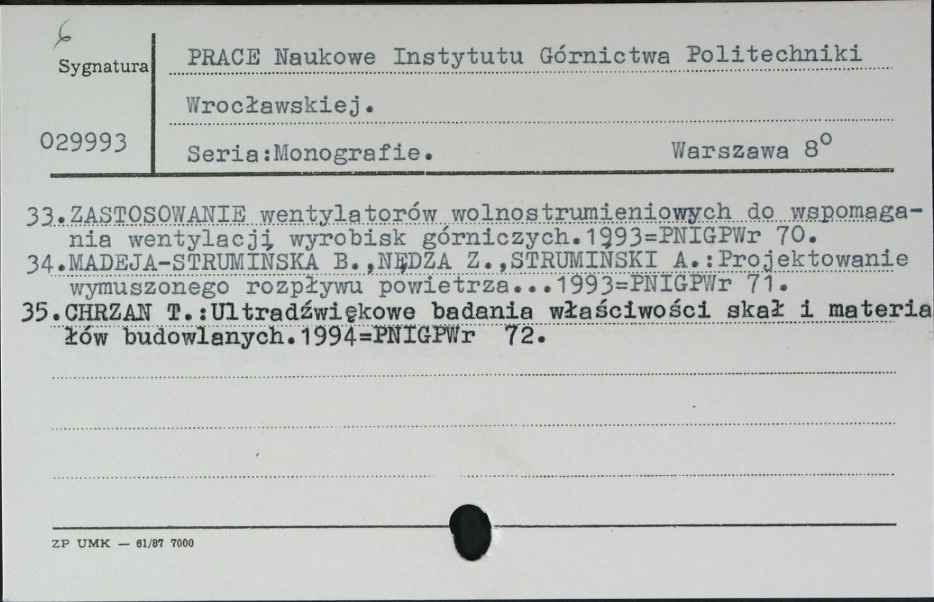 6
Sygnatura
PRACE Naukowe Instytutu Górnictwa Politechniki
Wrocławskiej.
029993
Seria:Monografie. Warszawa 8°
33.ZASTOSOWANIE wentylatorów wolnostrumieniowych do wspomaga-
nia wentylacji wyrobisk górniczych.1993=PNIGPWr 70.
34.MADEJA-STRUMIŃSKA B.,NĘDZA Z.,STRUMIŃSKI A.:Projektowanie
wymuszonego rozpływu powietrza...1993=PNIGPWr 71.
35.CHRZAN T.:Ultradźwiękowe badania właściwości skał i materia
łów budowlanych.1994=PNIGPWr 72.
ZP UMK — 61/87 7000